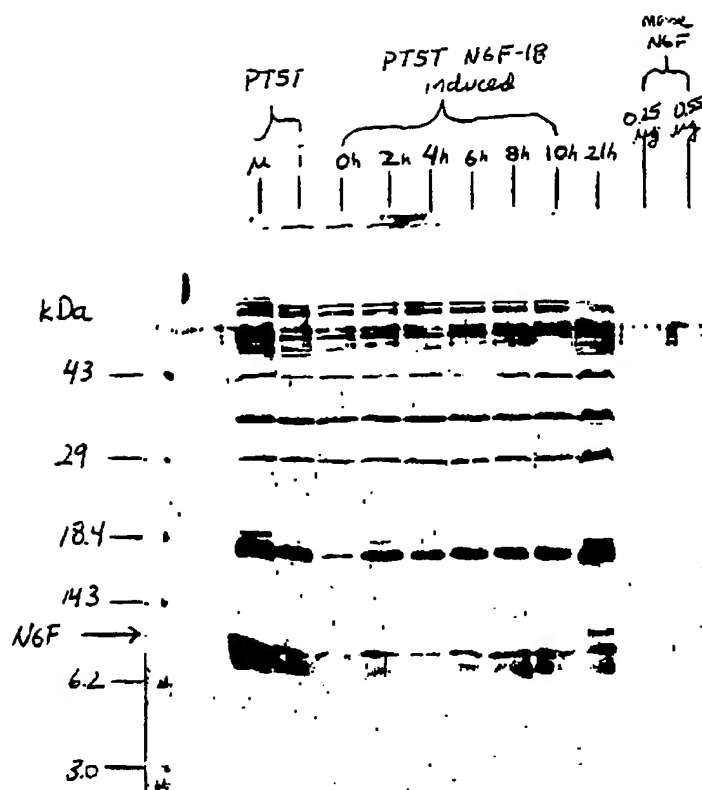 mouse
NGF
PT5T
PT5T NGF-18
induced
0.25 µg
0.55 µg
µ
i
0h
2h
4h
6h
8h
10h
21h
kDa
43
29
18.4
14.3
NGF
6.2
3.0